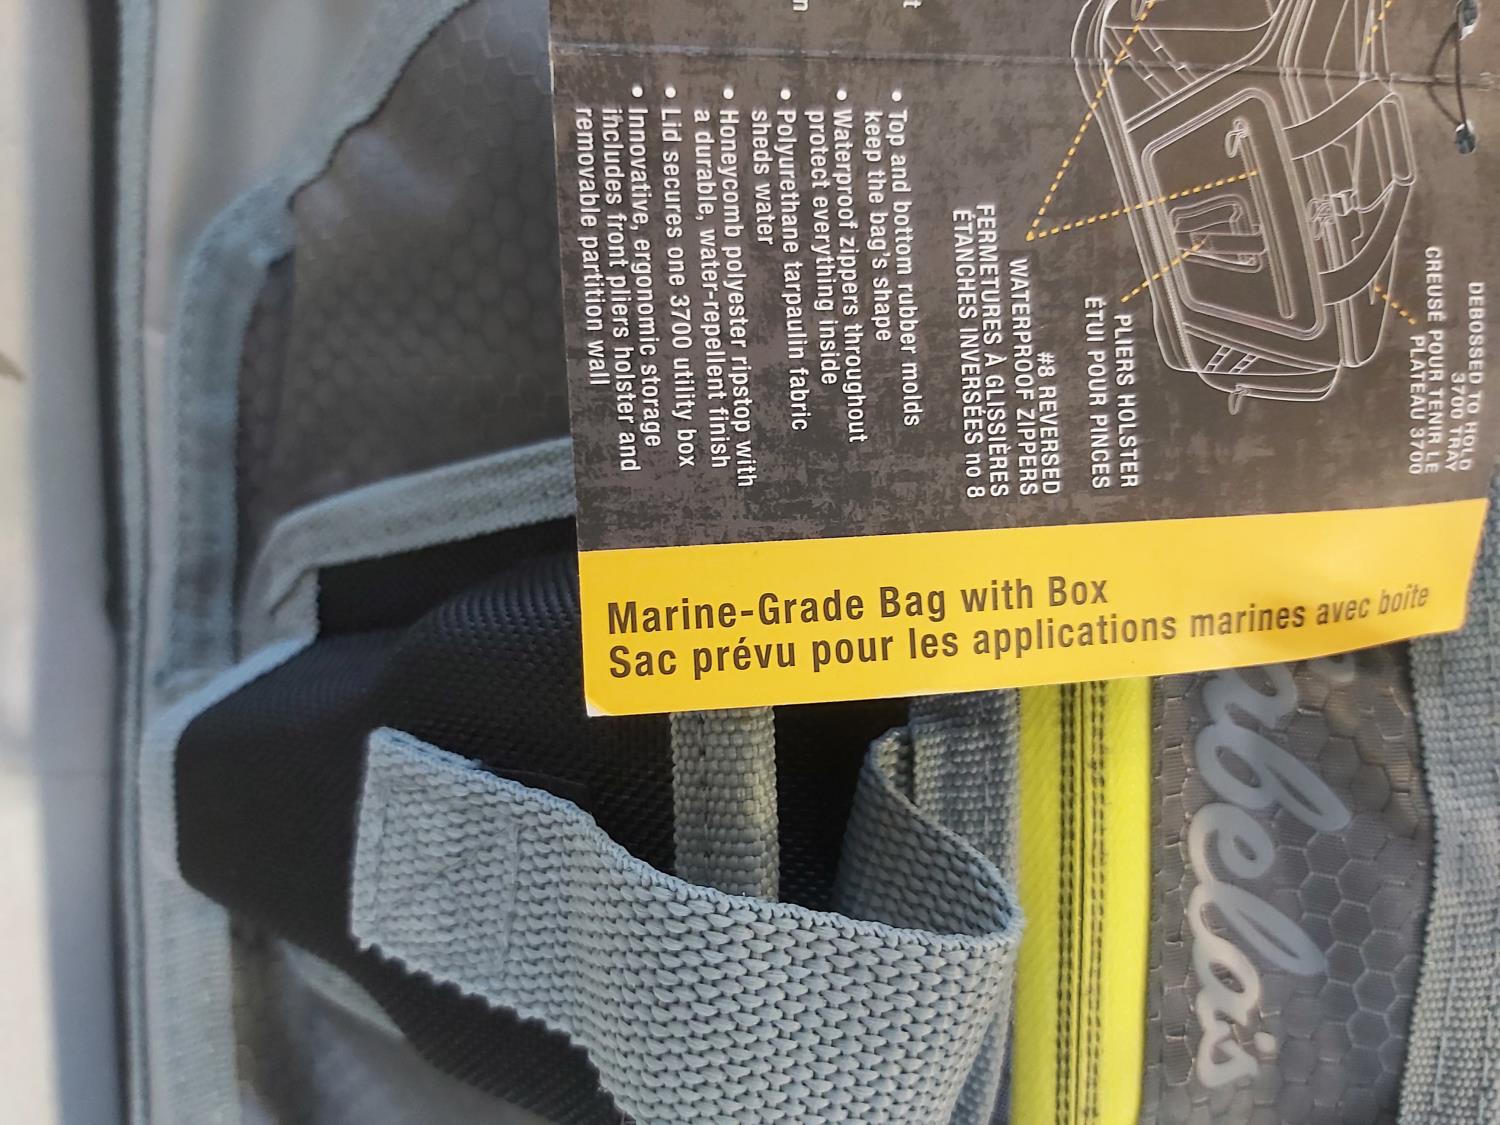 DEBOSSED TO HOLD
3700 TRAY
CREUSÉ POUR TENIR LE
PLATEAU 3700
PLIERS HOLSTER
ÉTUI POUR PINCES
#8 REVERSED
WATERPROOF ZIPPERS
FERMETURES À GLISSIÈRES
ÉTANCHES INVERSÉES no 8
• Top and bottom rubber molds
keep the bag's shape
• Waterproof zippers throughout
protect everything inside
• Polyurethane tarpaulin fabric
sheds water
• Honeycomb polyester ripstop with
a durable, water-repellent finish
• Lid secures one 3700 utility box
• Innovative, ergonomic storage
includes front pliers holster and
removable partition wall
Marine-Grade Bag with Box
Sac prévu pour les applications marines avec boîte
abela's